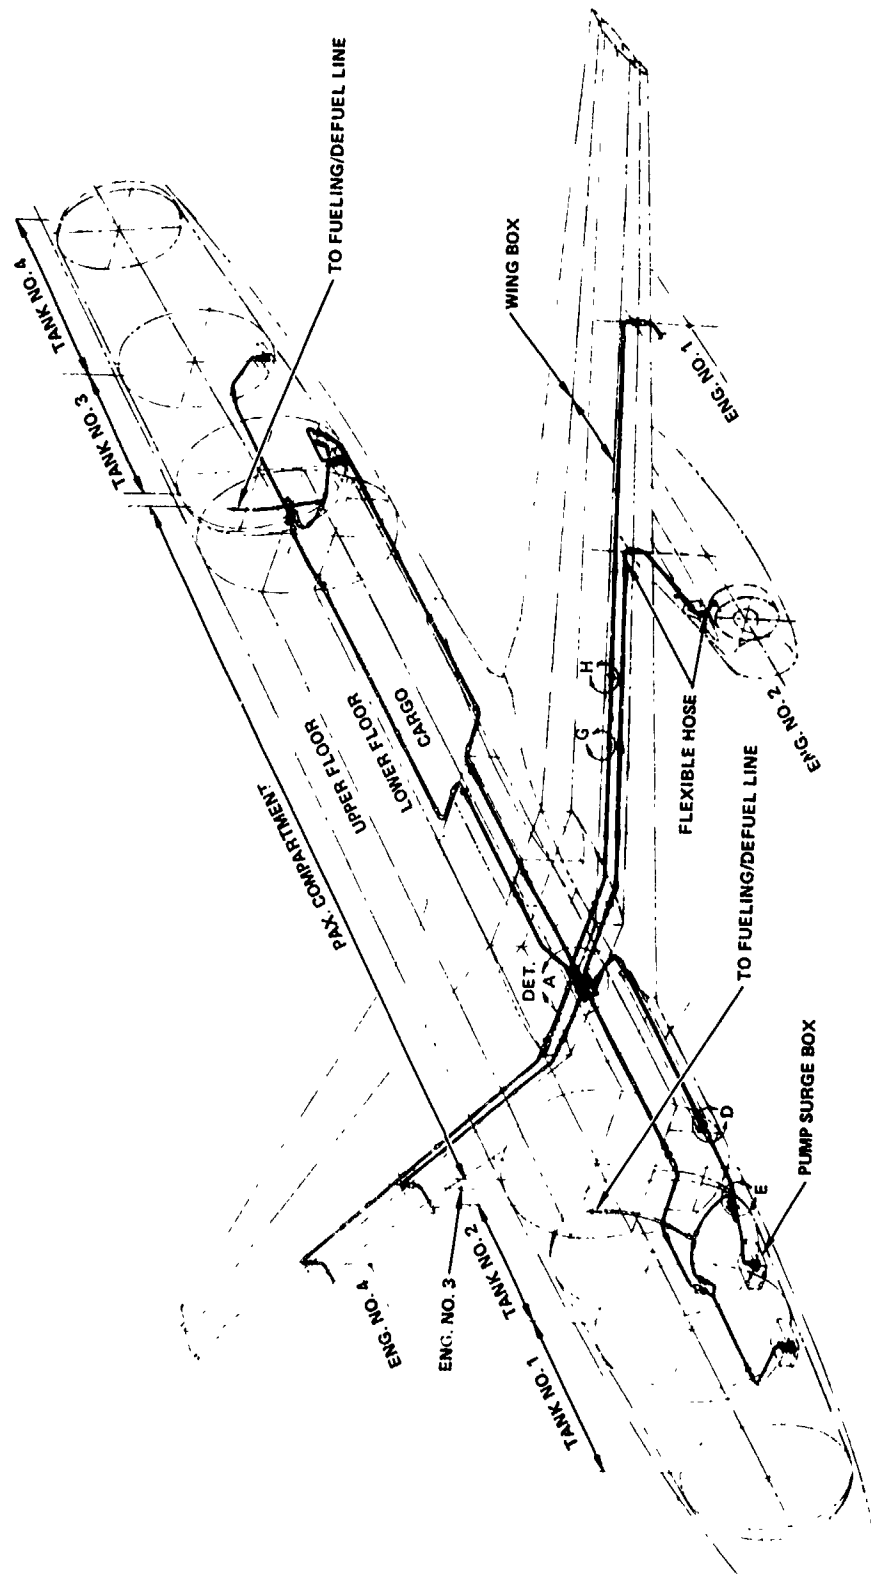 TANK NO. 4
TANK NO. 3
TO FUELING/DEFUEL LINE
WING BOX
ENG. NO. 1
PAX. COMPARTMENT
UPPER FLOOR
LOWER FLOOR
CARGO
H
G
FLEXIBLE HOSE
ENG. NO. 2
DET.
A
TO FUELING/DEFUEL LINE
D
E
PUMP SURGE BOX
ENG. NO. 4
ENG. NO. 3
TANK NO. 2
TANK NO. 1